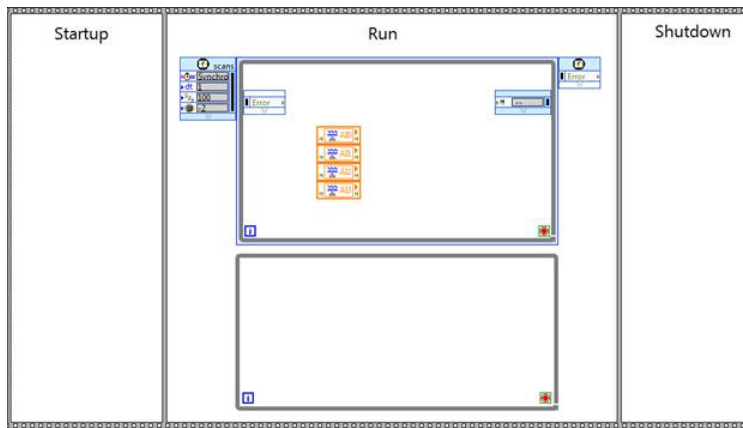 Startup
Run
Shutdown
scans
Synchro
dt 1
100
-2
Error
Error
AI0
AI1
AI2
AI3
i
i